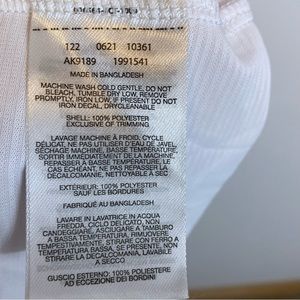 122 0621 10361
AK9189 1991541
MADE IN BANGLADESH
MACHINE WASH COLD GENTLE, DO NOT
BLEACH, TUMBLE DRY LOW, REMOVE
PROMPTLY, IRON LOW, IF PRESENT DO NOT
IRON DECAL, DRYCLEANABLE
SHELL: 100% POLYESTER
EXCLUSIVE OF TRIMMING
LAVAGE MACHINE À FROID, CYCLE
DÉLICAT, NE PAS UTILISER D'EAU DE JAVEL,
SÉCHAGE MACHINE, BASSE TEMPÉRATURE,
SORTIR IMMÉDIATEMENT DE LA MACHINE,
REPASSAGE À BASSE TEMPÉRATURE, LE
CAS ÉCHÉANT, NE PAS REPASSER LA
DÉCALCOMANIE, NETTOYABLE À SEC
EXTÉRIEUR: 100% POLYESTER
SAUF LES BORDURES
FABRIQUÉ AU BANGLADESH
LAVARE IN LAVATRICE IN ACQUA
FREDDA, CICLO DELICATO, NON
CANDEGGIARE, ASCIUGARE A TAMBURO
A BASSA TEMPERATURA, RIMUOVERE
TEMPESTIVAMENTE, STIRARE CON FERRO
A BASSA TEMPERATURA, SE PRESENTE, NON
STIRARE LA DECALCOMANIA, LAVABILE
A SECCO
GUSCIO ESTERNO: 100% POLIESTERE
AD ECCEZIONE DEI BORDINI